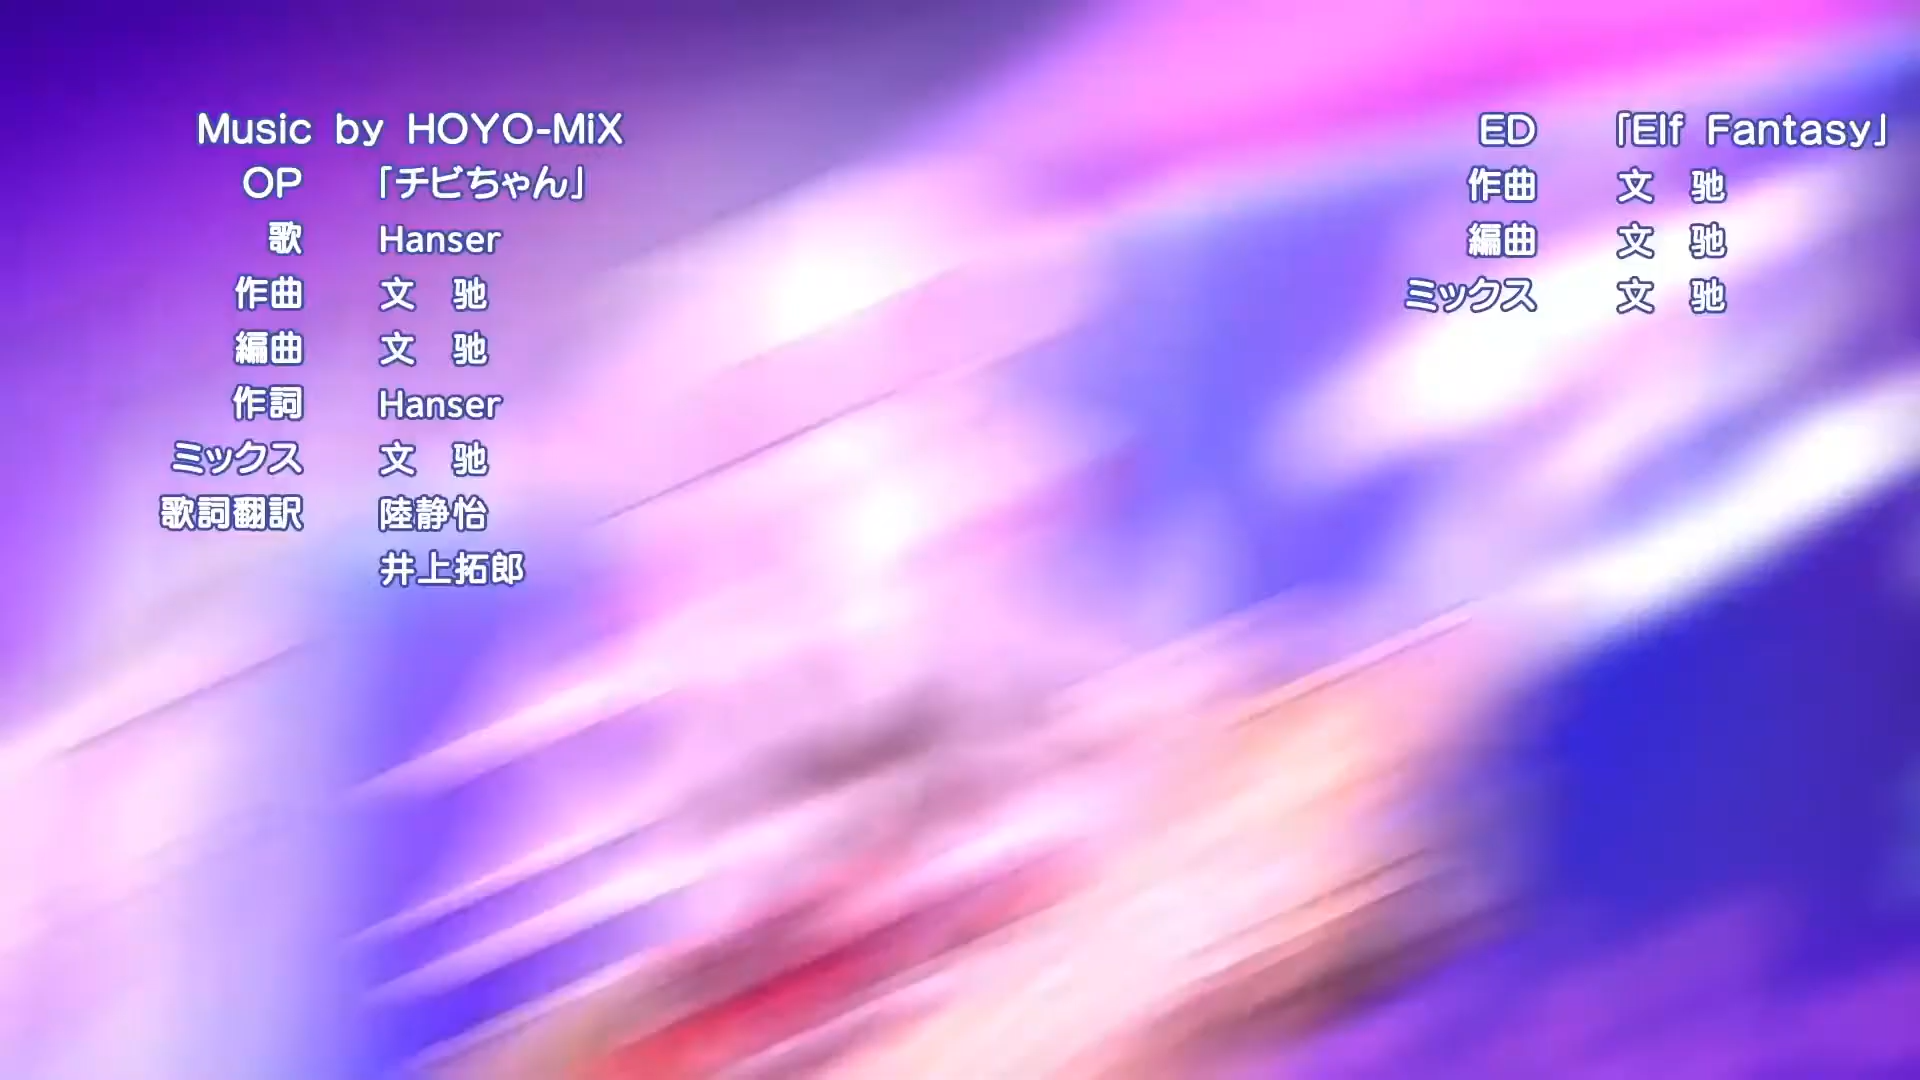 Music by HOYO-MiX
OP 「チビちゃん」
歌 Hanser
作曲 文 驰
編曲 文 驰
作詞 Hanser
ミックス 文 驰
歌詞翻訳 陸静怡
井上拓郎
ED 「Elf Fantasy」
作曲 文 驰
編曲 文 驰
ミックス 文 驰